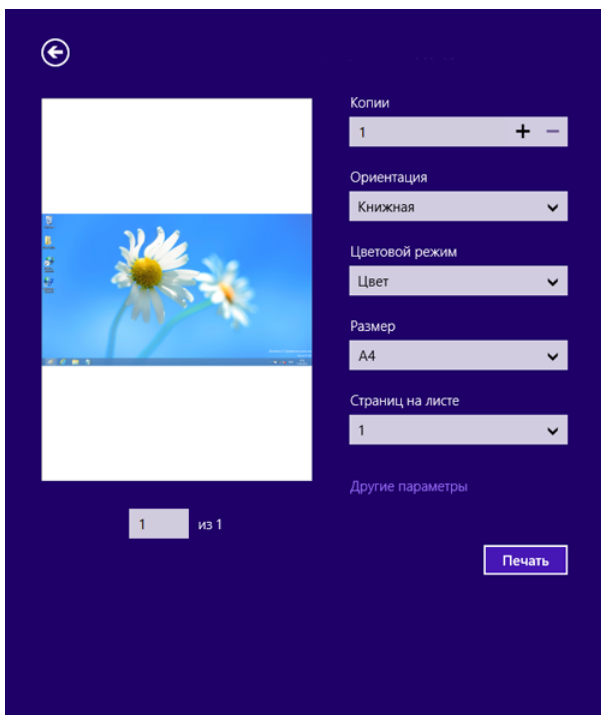 Копии
1
Ориентация
Книжная
Цветовой режим
Цвет
Размер
A4
Страниц на листе
1
Другие параметры
1 из 1
Печать